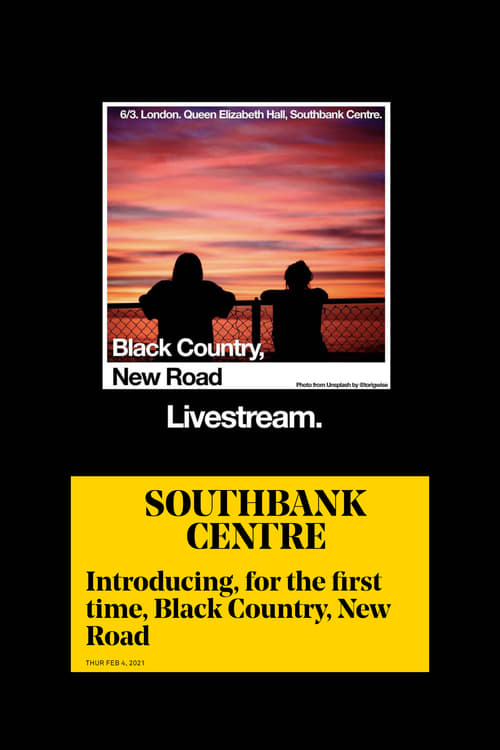 6/3. London. Queen Elizabeth Hall, Southbank Centre.
Black Country,
New Road
Photo from Unsplash by @torigwise
Livestream.
SOUTHBANK
CENTRE
Introducing, for the first
time, Black Country, New
Road
THUR FEB 4, 2021